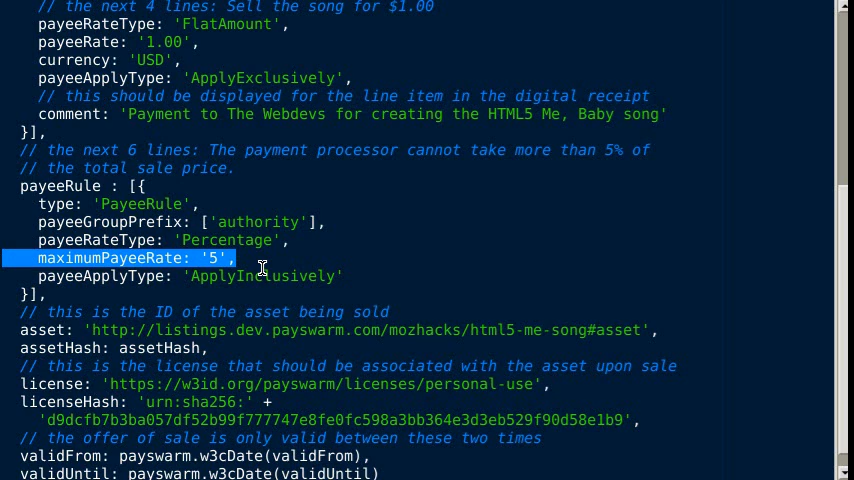 // the next 4 lines: Sell the song for $1.00
payeeRateType: 'FlatAmount',
payeeRate: '1.00',
currency: 'USD',
payeeApplyType: 'ApplyExclusively',
// this should be displayed for the line item in the digital receipt
comment: 'Payment to The Webdevs for creating the HTML5 Me, Baby song'
}],
// the next 6 lines: The payment processor cannot take more than 5% of
// the total sale price.
payeeRule : [{
type: 'PayeeRule',
payeeGroupPrefix: ['authority'],
payeeRateType: 'Percentage',
maximumPayeeRate: '5',
payeeApplyType: 'ApplyInclusively'
}],
// this is the ID of the asset being sold
asset: 'http://listings.dev.payswarm.com/mozhacks/html5-me-song#asset',
assetHash: assetHash,
// this is the license that should be associated with the asset upon sale
license: 'https://w3id.org/payswarm/licenses/personal-use',
licenseHash: 'urn:sha256:' +
'd9dcfb7b3ba057df52b99f777747e8fe0fc598a3bb364e3d3eb529f90d58e1b9',
// the offer of sale is only valid between these two times
validFrom: payswarm.w3cDate(validFrom),
validUntil: payswarm.w3cDate(validUntil)